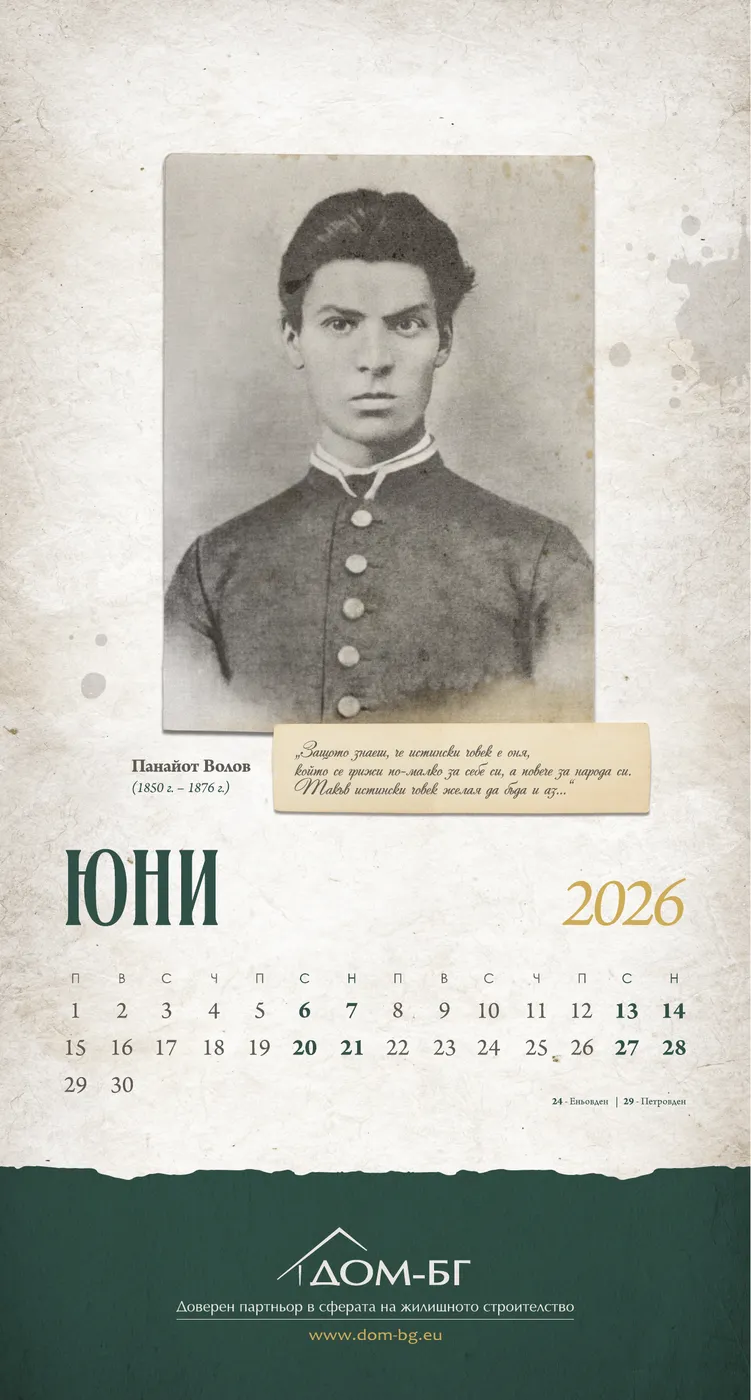 Панайот Волов
(1850 г. – 1876 г.)
„Защото знаеш, че истински човек е оня,
който се грижи по-малко за себе си, а повече за народа си.
Такъв истински човек желая да бъда и аз...“
ЮНИ
2026
П В С Ч П С Н П В С Ч П С Н
1 2 3 4 5 6 7 8 9 10 11 12 13 14
15 16 17 18 19 20 21 22 23 24 25 26 27 28
29 30
24 - Еньовден | 29 - Петровден
ДОМ-БГ
Доверен партньор в сферата на жилищното строителство
www.dom-bg.eu